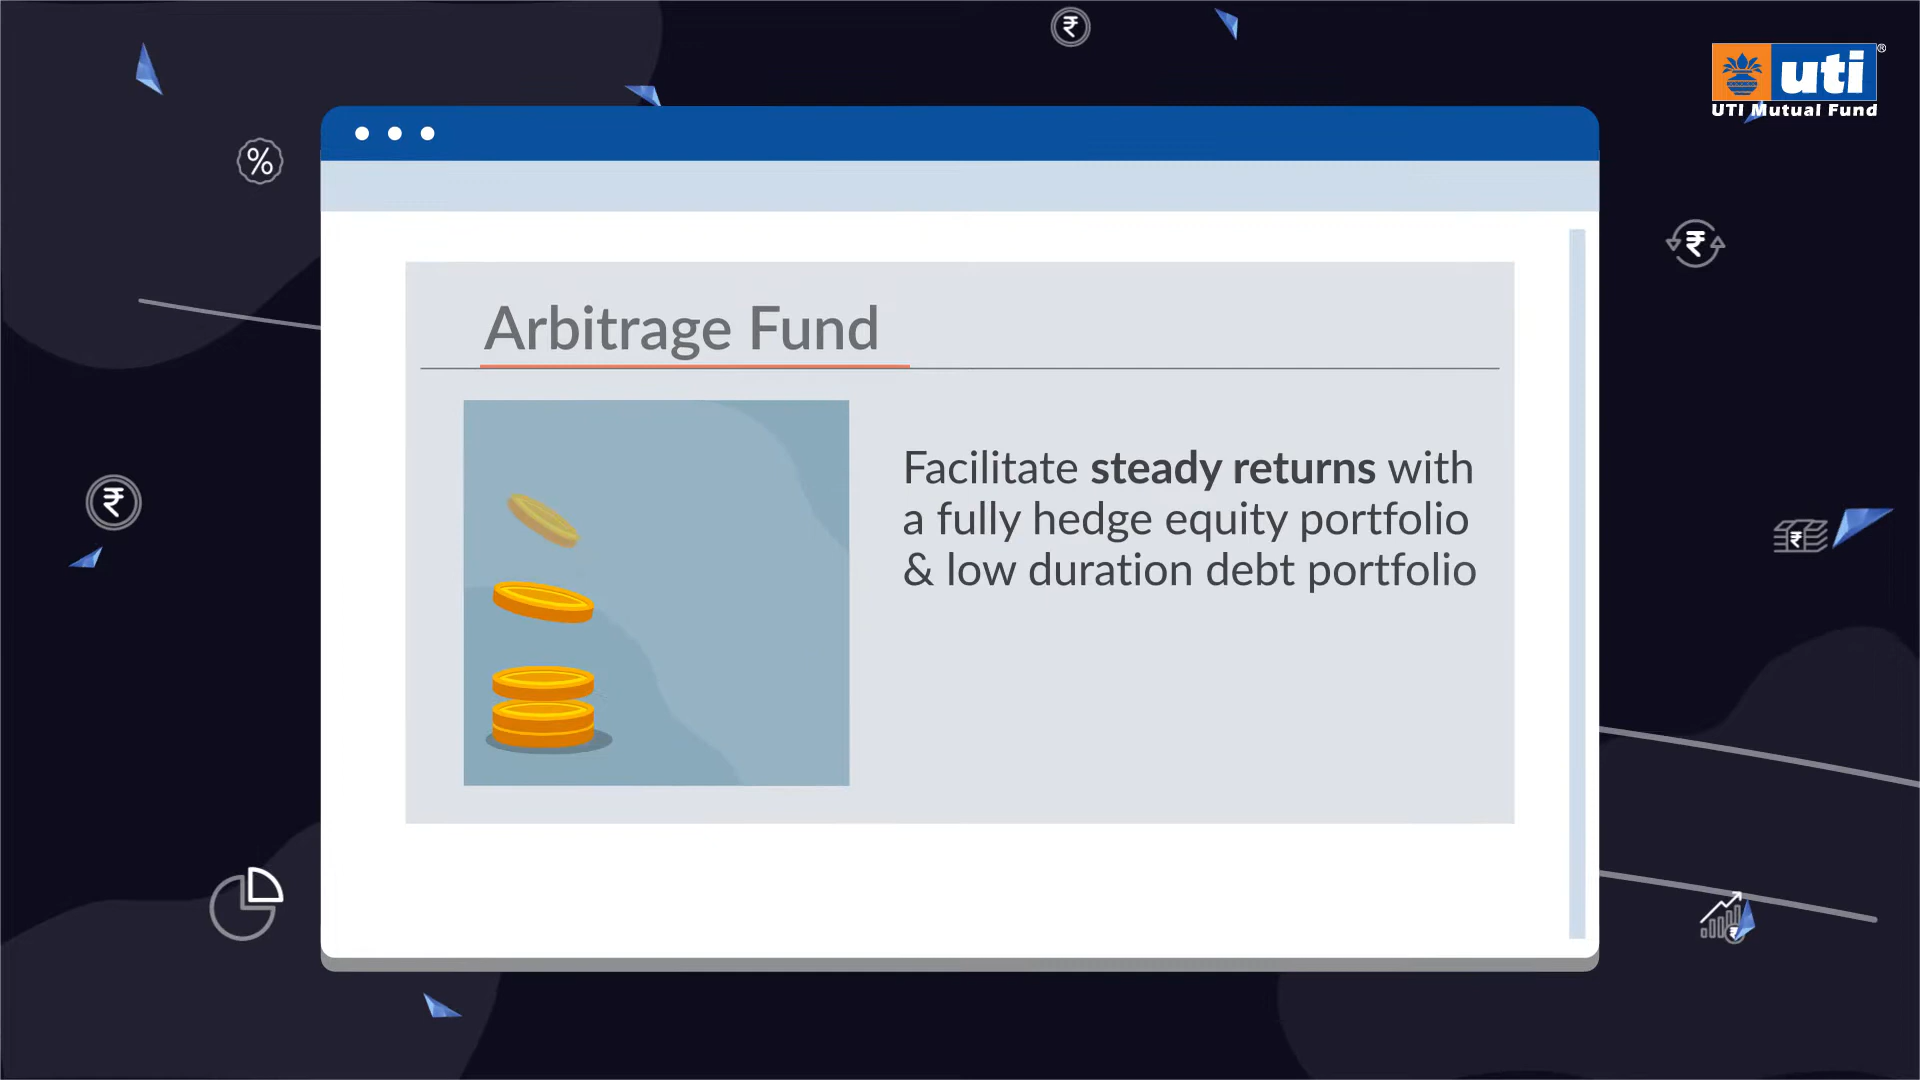 uti
UTI Mutual Fund
Arbitrage Fund
Facilitate steady returns with
a fully hedge equity portfolio
& low duration debt portfolio